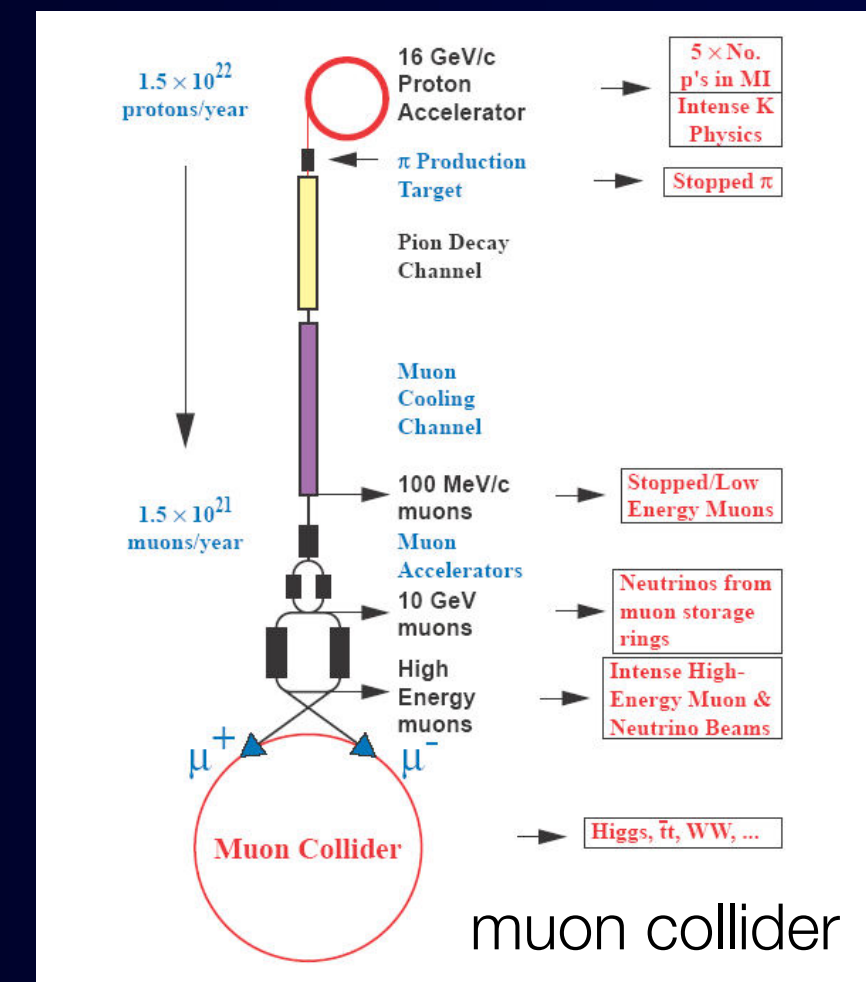 1.5 × 10²²
protons/year
16 GeV/c
Proton
Accelerator
5 × No.
p's in MI
Intense K
Physics
π Production
Target
Stopped π
Pion Decay
Channel
Muon
Cooling
Channel
1.5 × 10²¹
muons/year
100 MeV/c
muons
Stopped/Low
Energy Muons
Muon
Accelerators
10 GeV
muons
Neutrinos from
muon storage
rings
High
Energy
muons
Intense High-
Energy Muon &
Neutrino Beams
μ⁺
μ⁻
Muon Collider
Higgs, t̄t, WW, ...
muon collider